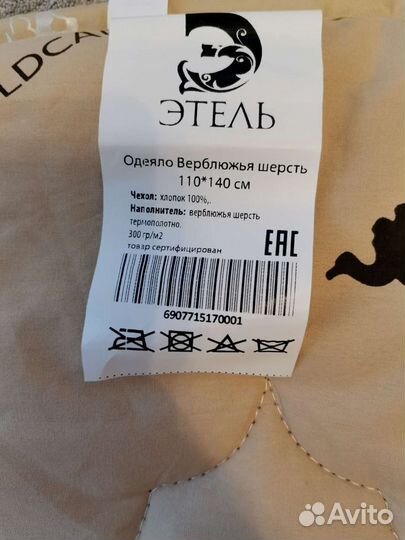 LDCA
ЭТЕЛЬ
Одеяло Верблюжья шерсть
110*140 см
Чехол: хлопок 100%,.
Наполнитель: верблюжья шерсть
термополотно.
300 гр/м2
товар сертифицирован
EAC
6907715170001
Avito